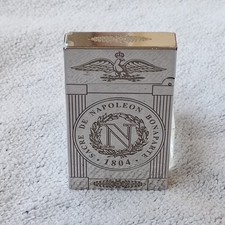 SACRE DE NAPOLEON BONAPARTE
N
· 1804 ·